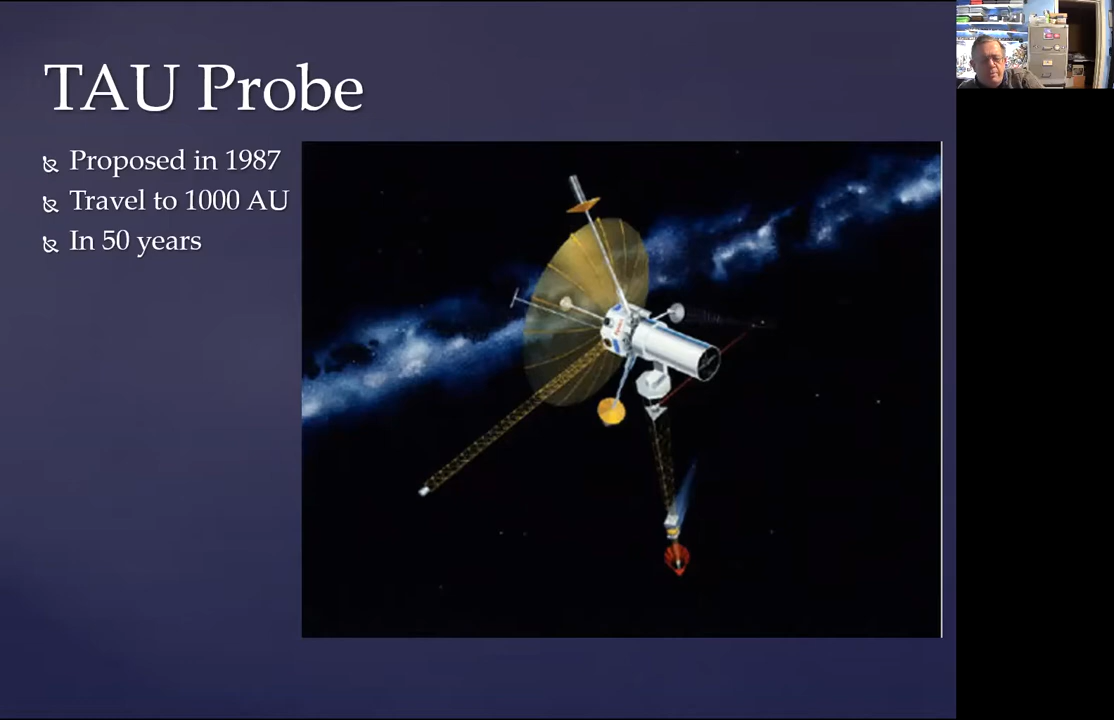 TAU Probe
Proposed in 1987
Travel to 1000 AU
In 50 years